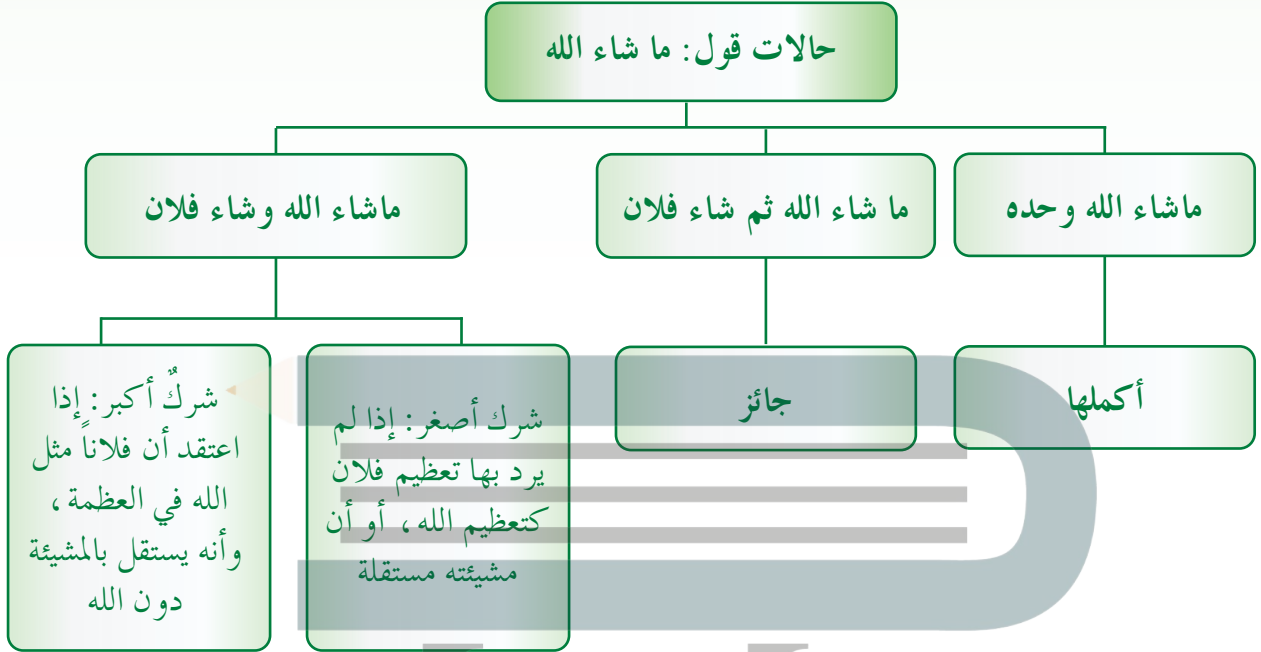 حالات قول: ما شاء الله
ماشاء الله وحده
ما شاء الله ثم شاء فلان
ماشاء الله وشاء فلان
أكملها
جائز
شرك أصغر: إذا لم
يرد بها تعظيم فلان
كتعظيم الله، أو أن
مشيئته مستقلة
شركٌ أكبر: إذا
اعتقد أن فلاناً مثل
الله في العظمة،
وأنه يستقل بالمشيئة
دون الله